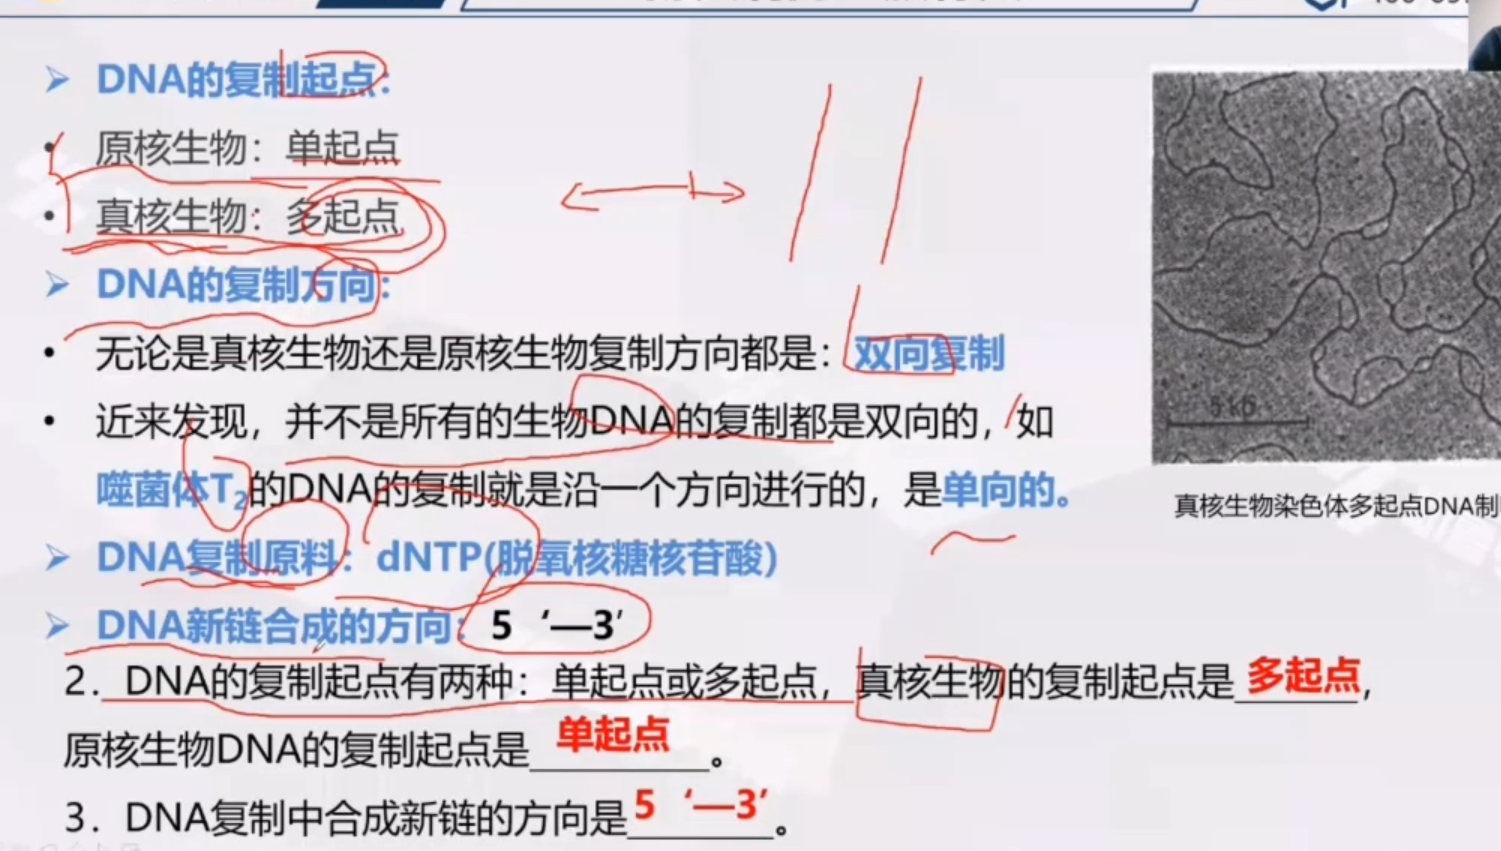 DNA的复制起点：
原核生物：单起点
真核生物：多起点
DNA的复制方向：
无论是真核生物还是原核生物复制方向都是：双向复制
近来发现，并不是所有的生物DNA的复制都是双向的，如
噬菌体T2的DNA的复制就是沿一个方向进行的，是单向的。
5kb
真核生物染色体多起点DNA制
DNA复制原料：dNTP(脱氧核糖核苷酸)
DNA新链合成的方向：5 ‘—3’
2．DNA的复制起点有两种：单起点或多起点，真核生物的复制起点是 多起点，
原核生物DNA的复制起点是 单起点 。
3．DNA复制中合成新链的方向是5 ‘—3’ 。